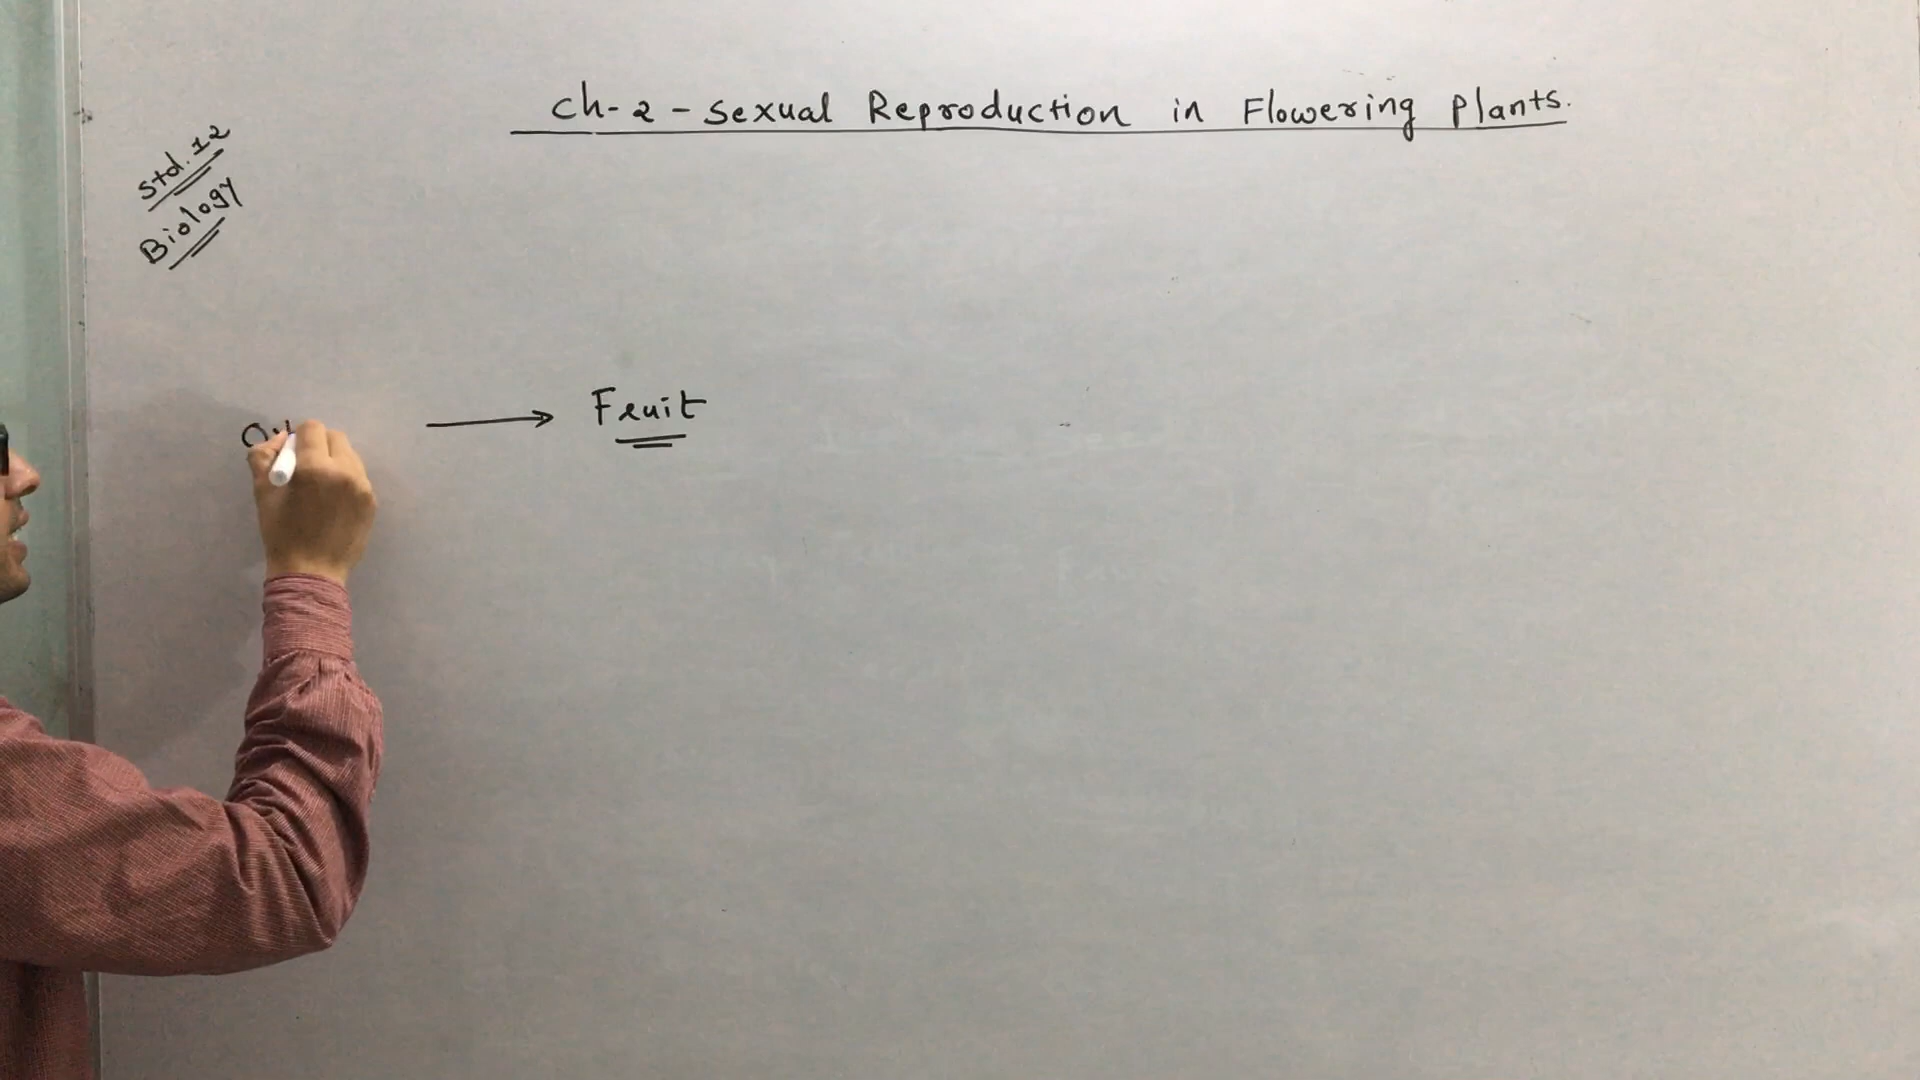 Ch-2 - Sexual Reproduction in Flowering Plants.
Std. 12
Biology
→ Fruit